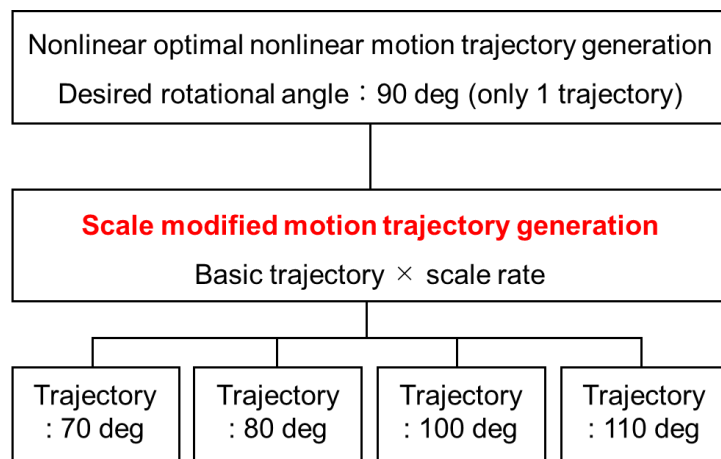 Nonlinear optimal nonlinear motion trajectory generation
Desired rotational angle：90 deg (only 1 trajectory)
Scale modified motion trajectory generation
Basic trajectory × scale rate
Trajectory
: 70 deg
Trajectory
: 80 deg
Trajectory
: 100 deg
Trajectory
: 110 deg